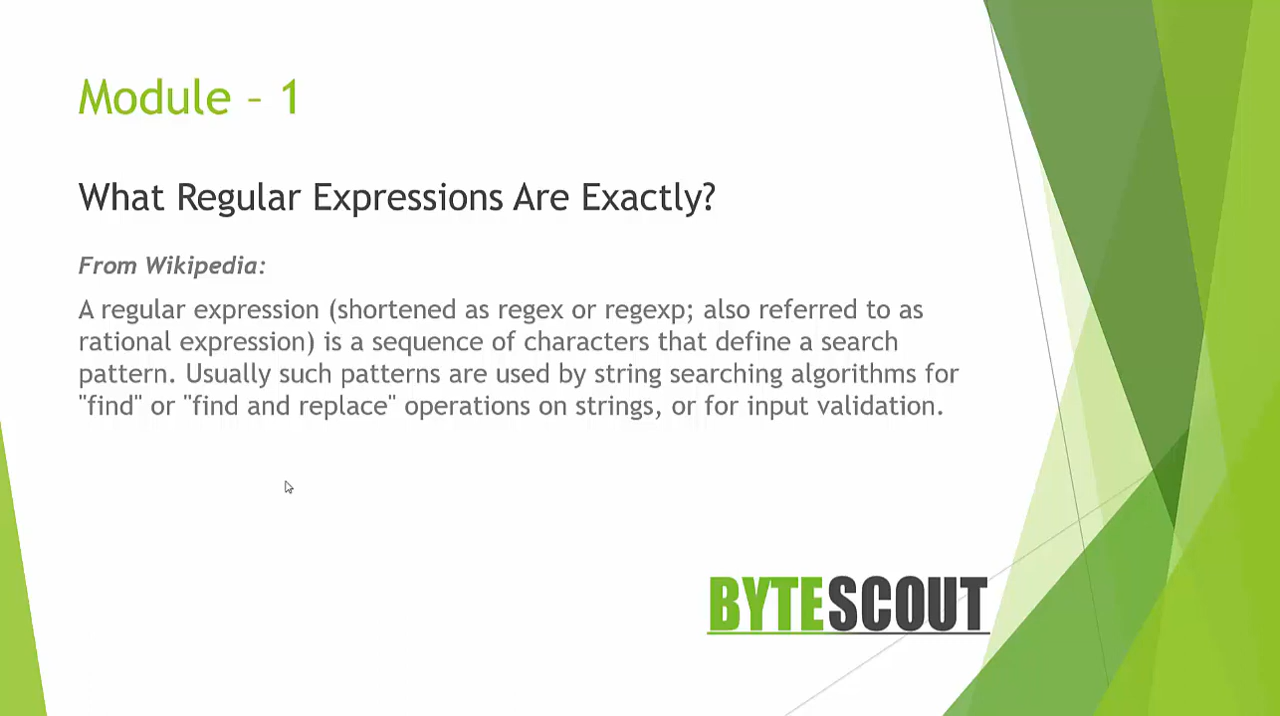 Module – 1
What Regular Expressions Are Exactly?
From Wikipedia:
A regular expression (shortened as regex or regexp; also referred to as
rational expression) is a sequence of characters that define a search
pattern. Usually such patterns are used by string searching algorithms for
"find" or "find and replace" operations on strings, or for input validation.
BYTESCOUT